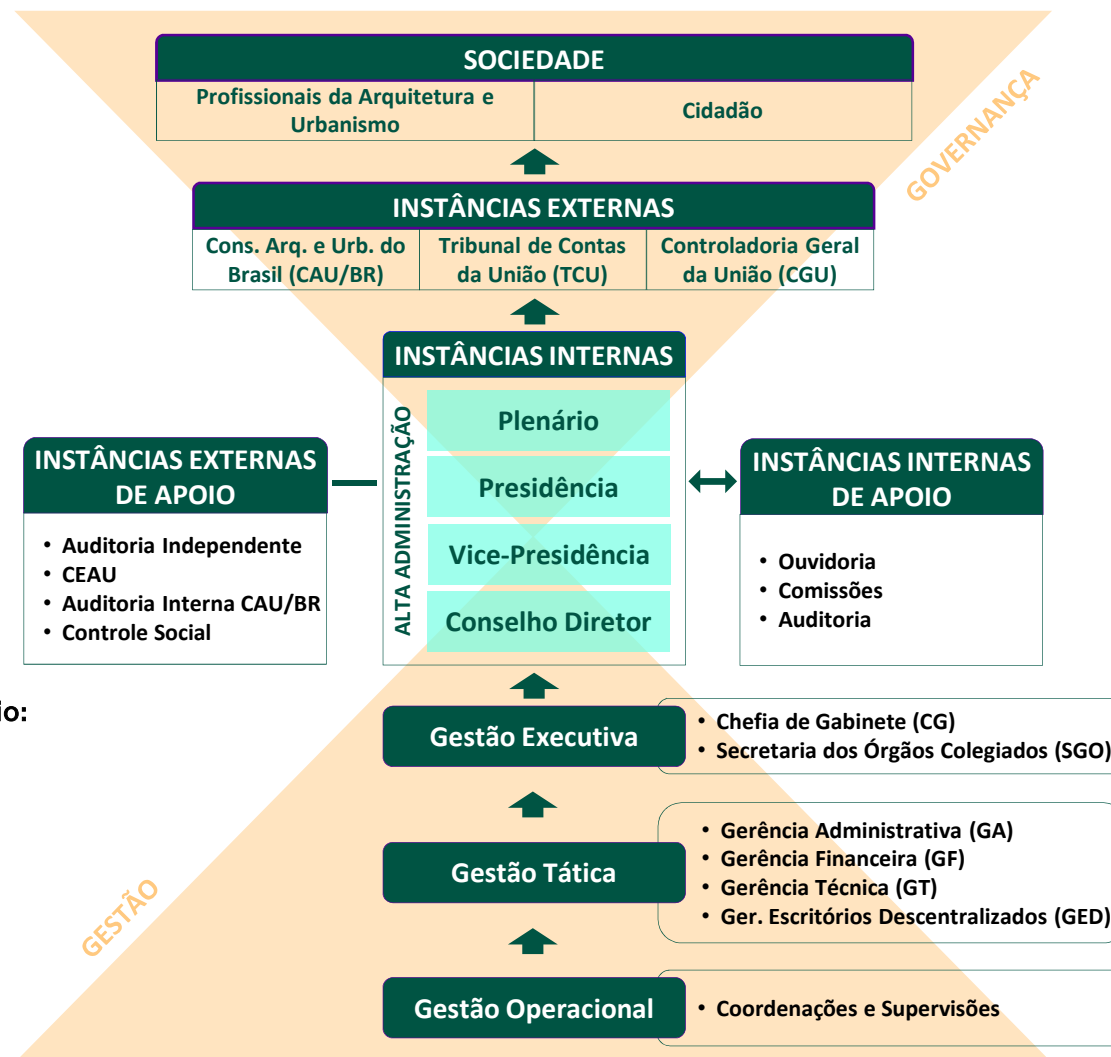 SOCIEDADE
Profissionais da Arquitetura e
Urbanismo
Cidadão
GOVERNANÇA
INSTÂNCIAS EXTERNAS
Cons. Arq. e Urb. do
Brasil (CAU/BR)
Tribunal de Contas
da União (TCU)
Controladoria Geral
da União (CGU)
INSTÂNCIAS INTERNAS
ALTA ADMINISTRAÇÃO
Plenário
Presidência
Vice-Presidência
Conselho Diretor
INSTÂNCIAS EXTERNAS
DE APOIO
• Auditoria Independente
• CEAU
• Auditoria Interna CAU/BR
• Controle Social
INSTÂNCIAS INTERNAS
DE APOIO
• Ouvidoria
• Comissões
• Auditoria
io:
Gestão Executiva
• Chefia de Gabinete (CG)
• Secretaria dos Órgãos Colegiados (SGO)
Gestão Tática
• Gerência Administrativa (GA)
• Gerência Financeira (GF)
• Gerência Técnica (GT)
• Ger. Escritórios Descentralizados (GED)
GESTÃO
Gestão Operacional
• Coordenações e Supervisões